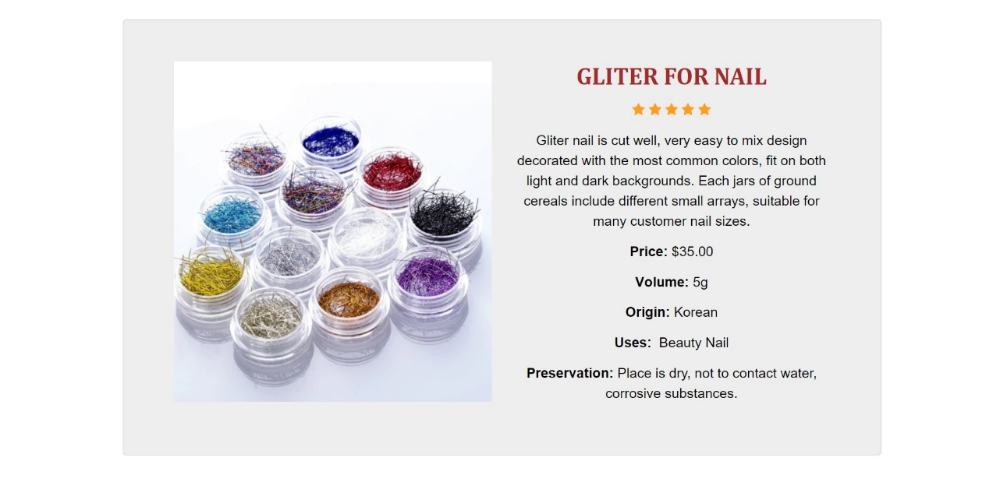 GLITER FOR NAIL
Gliter nail is cut well, very easy to mix design
decorated with the most common colors, fit on both
light and dark backgrounds. Each jars of ground
cereals include different small arrays, suitable for
many customer nail sizes.
Price: $35.00
Volume: 5g
Origin: Korean
Uses:  Beauty Nail
Preservation: Place is dry, not to contact water,
corrosive substances.